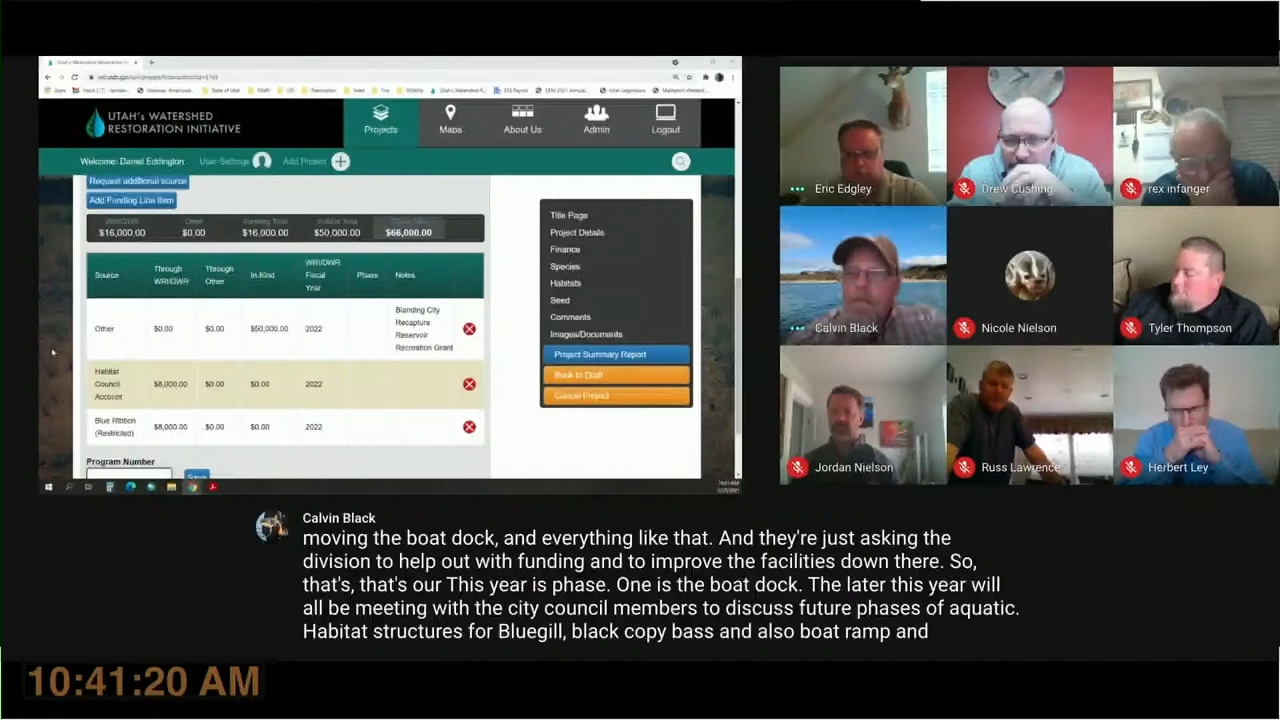 UTAH's WATERSHED
RESTORATION INITIATIVE
Projects
Maps
About Us
Admin
Logout
Welcome: Daniel Eddington
User Settings
Add Project
Request additional source
Add Funding Line Item
WRI/DWR Other Funding Total In-Kind Total
$16,000.00 $0.00 $16,000.00 $50,000.00 $66,000.00
Source
Through
WRI/DWR
Through
Other
In-Kind
WRI/DWR
Fiscal
Year
Phase
Notes
Other $0.00 $0.00 $50,000.00 2022
Blanding City
Recapture
Reservoir
Recreation Grant
Habitat
Council
Account
$8,000.00 $0.00 $0.00 2022
Blue Ribbon
(Restricted)
$8,000.00 $0.00 $0.00 2022
Program Number
Save
Title Page
Project Details
Finance
Species
Habitats
Seed
Comments
Images/Documents
Project Summary Report
Back to Draft
Cancel Project
Eric Edgley
Drew Cushing
rex infanger
Calvin Black
Nicole Nielson
Tyler Thompson
Jordan Nielson
Russ Lawrence
Herbert Ley
Calvin Black
moving the boat dock, and everything like that. And they're just asking the
division to help out with funding and to improve the facilities down there. So,
that's, that's our This year is phase. One is the boat dock. The later this year will
all be meeting with the city council members to discuss future phases of aquatic.
Habitat structures for Bluegill, black copy bass and also boat ramp and
10:41:20 AM